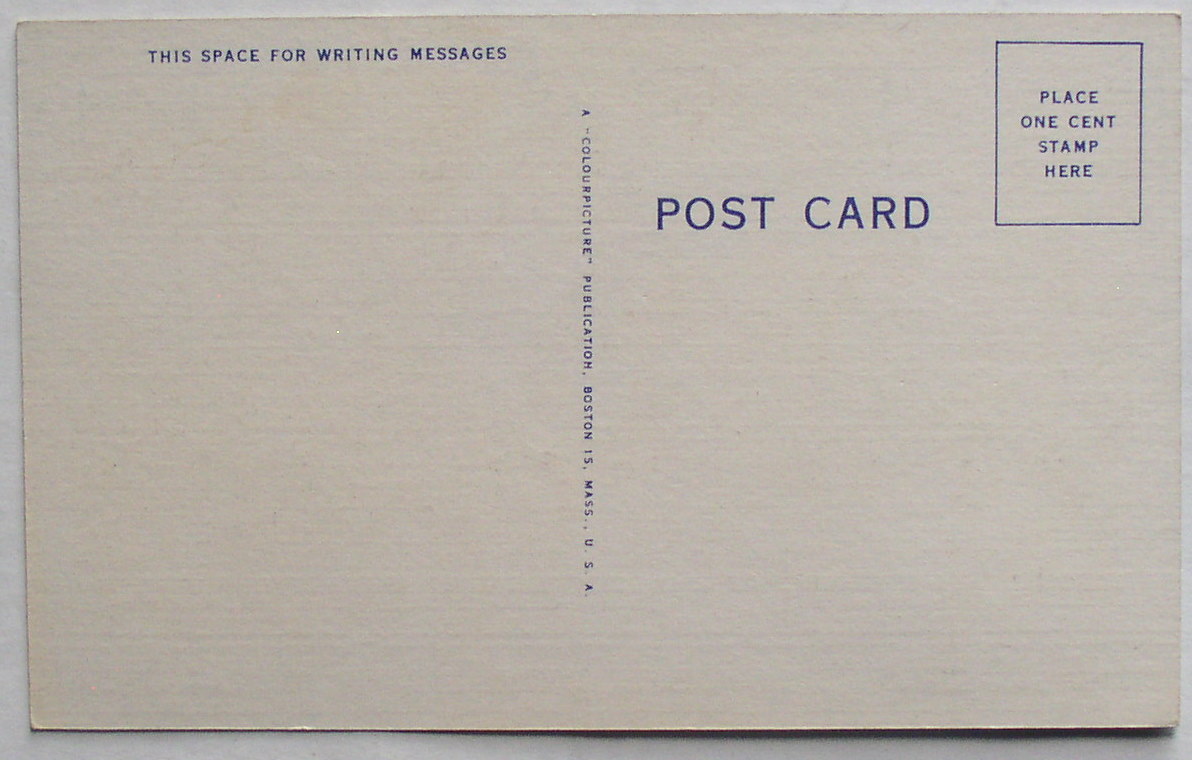 THIS SPACE FOR WRITING MESSAGES
A "COLOURPICTURE" PUBLICATION, BOSTON 15, MASS., U. S. A.
POST CARD
PLACE
ONE CENT
STAMP
HERE